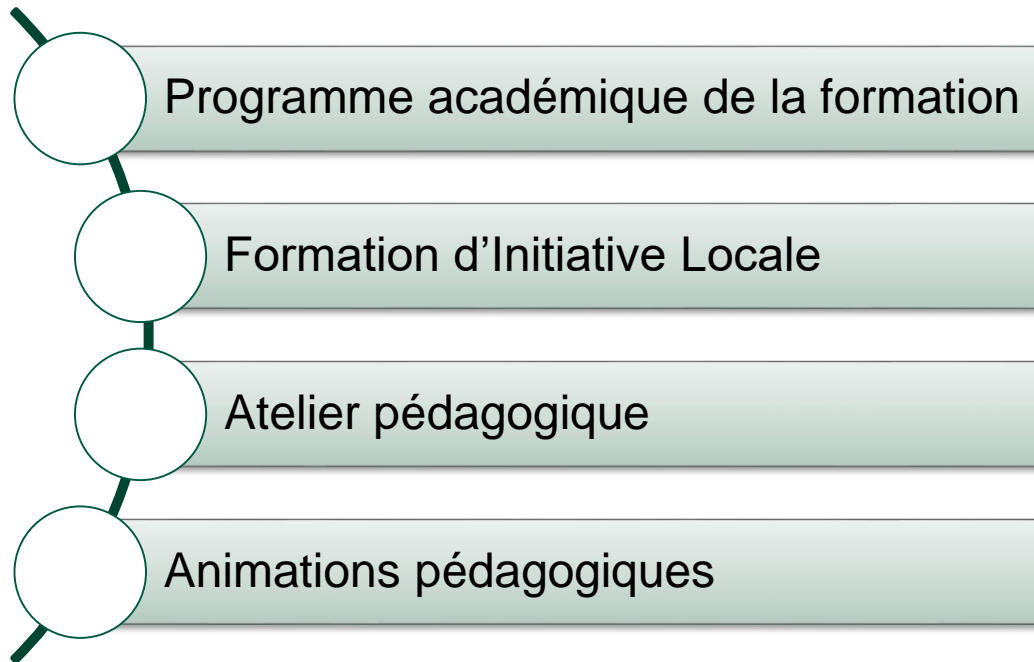 Programme académique de la formation
Formation d’Initiative Locale
Atelier pédagogique
Animations pédagogiques